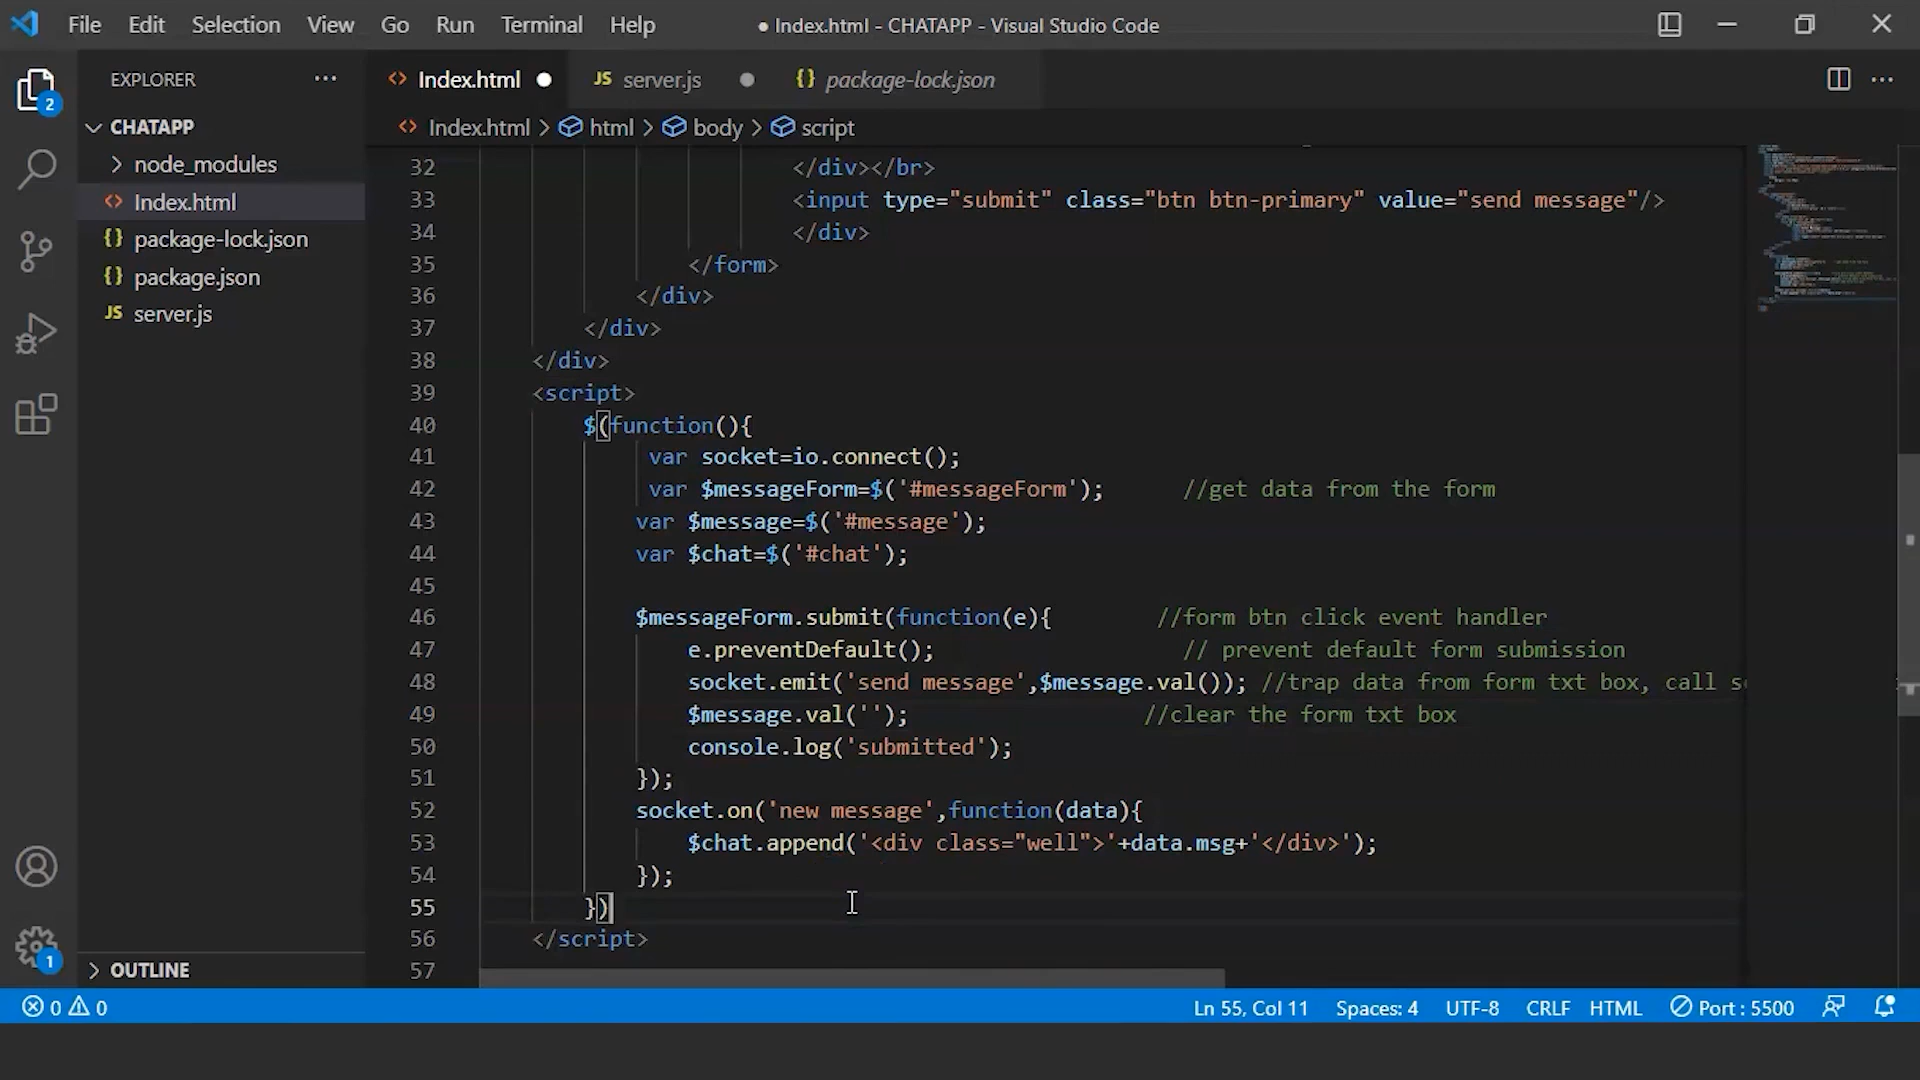 File Edit Selection View Go Run Terminal Help
● Index.html - CHATAPP - Visual Studio Code
EXPLORER ···
<> Index.html ●
JS server.js ●
{} package-lock.json
2
CHATAPP
<> Index.html > html > body > script
node_modules
<> Index.html
{} package-lock.json
{} package.json
JS server.js
32 </div></br>
33 <input type="submit" class="btn btn-primary" value="send message"/>
34 </div>
35 </form>
36 </div>
37 </div>
38 </div>
39 <script>
40 $(function(){
41 var socket=io.connect();
42 var $messageForm=$('#messageForm'); //get data from the form
43 var $message=$('#message');
44 var $chat=$('#chat');
45
46 $messageForm.submit(function(e){ //form btn click event handler
47 e.preventDefault(); // prevent default form submission
48 socket.emit('send message',$message.val()); //trap data from form txt box, call
49 $message.val(''); //clear the form txt box
50 console.log('submitted');
51 });
52 socket.on('new message',function(data){
53 $chat.append('<div class="well">'+data.msg+'</div>');
54 });
55 })
56 </script>
57
1
OUTLINE
0 0
Ln 55, Col 11 Spaces: 4 UTF-8 CRLF HTML Port : 5500